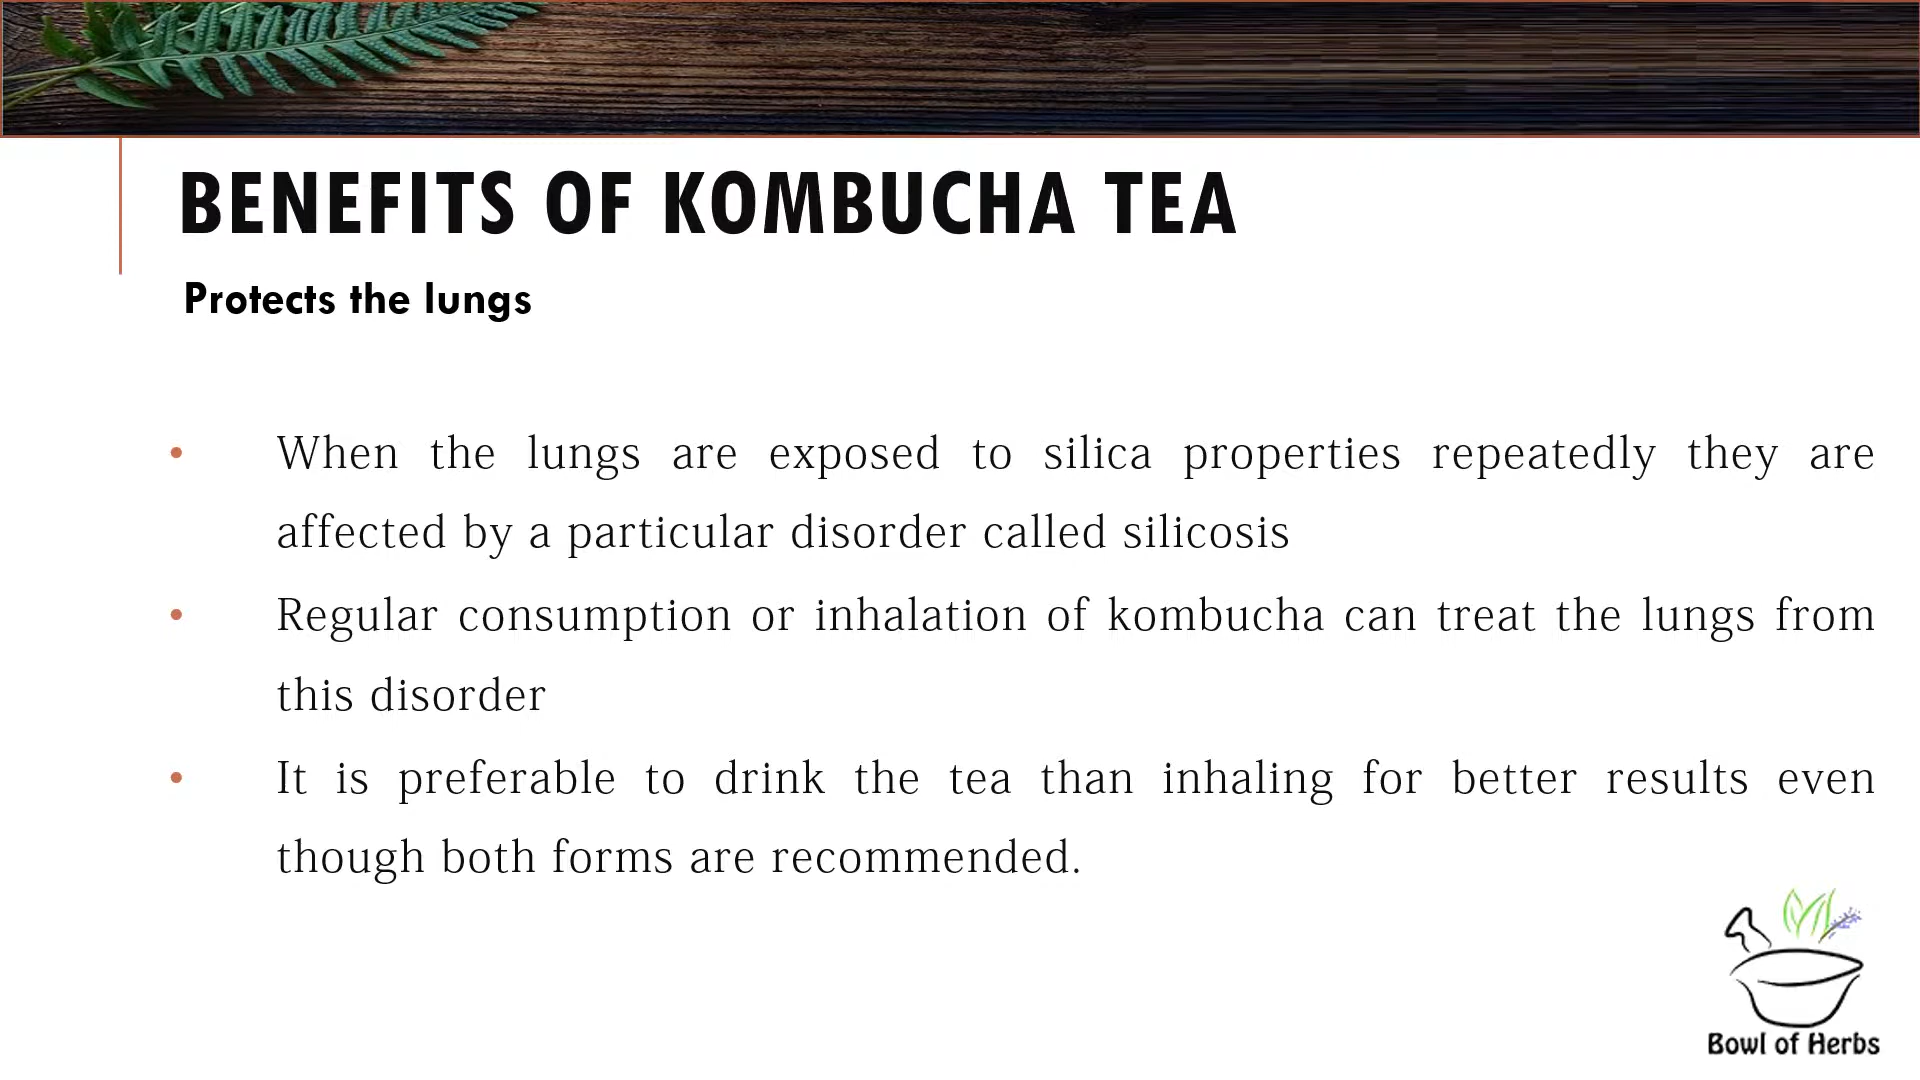 BENEFITS OF KOMBUCHA TEA
Protects the lungs
• When the lungs are exposed to silica properties repeatedly they are
affected by a particular disorder called silicosis
• Regular consumption or inhalation of kombucha can treat the lungs from
this disorder
• It is preferable to drink the tea than inhaling for better results even
though both forms are recommended.
Bowl of Herbs